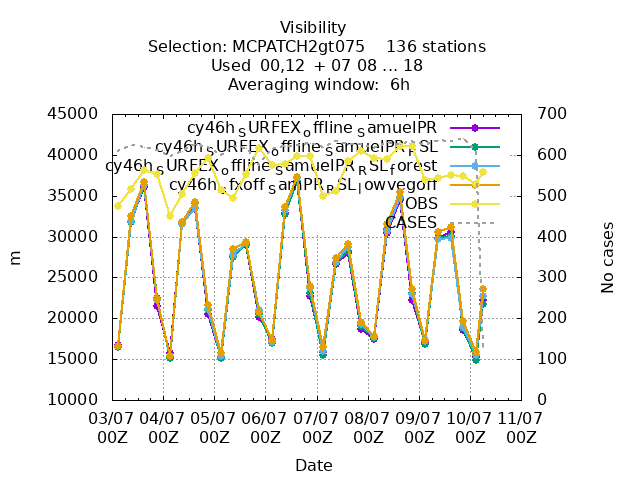 Visibility
Selection: MCPATCH2gt075 136 stations
Used 00,12 + 07 08 ... 18
Averaging window: 6h
45000 700
cy46h_SURFEX_offline_SamuelPR
cy46h_SURFEX_offline_SamuelPR_RSL
40000 600
cy46h_SURFEX_offline_SamuelPR_RSL_forest
35000 500
OBS
CASES
30000 400
m
No cases
25000 300
20000 200
15000 100
10000 0
03/07 04/07 05/07 06/07 07/07 08/07 09/07 10/07 11/07
00Z 00Z 00Z 00Z 00Z 00Z 00Z 00Z 00Z
Date